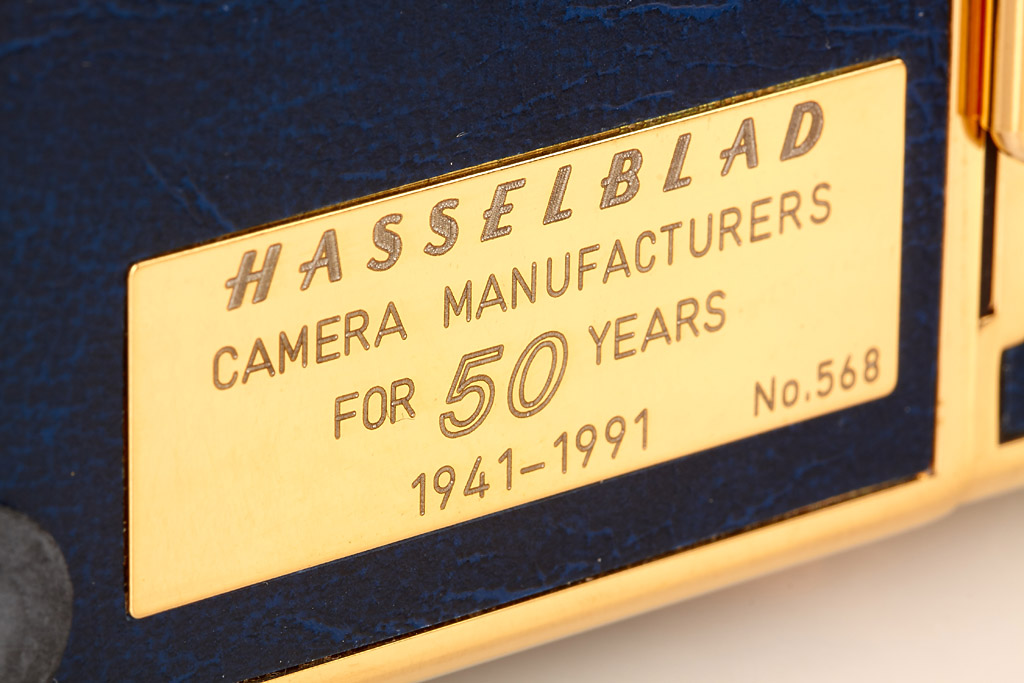 HASSELBLAD
CAMERA MANUFACTURERS
FOR 50 YEARS
1941-1991
No.568